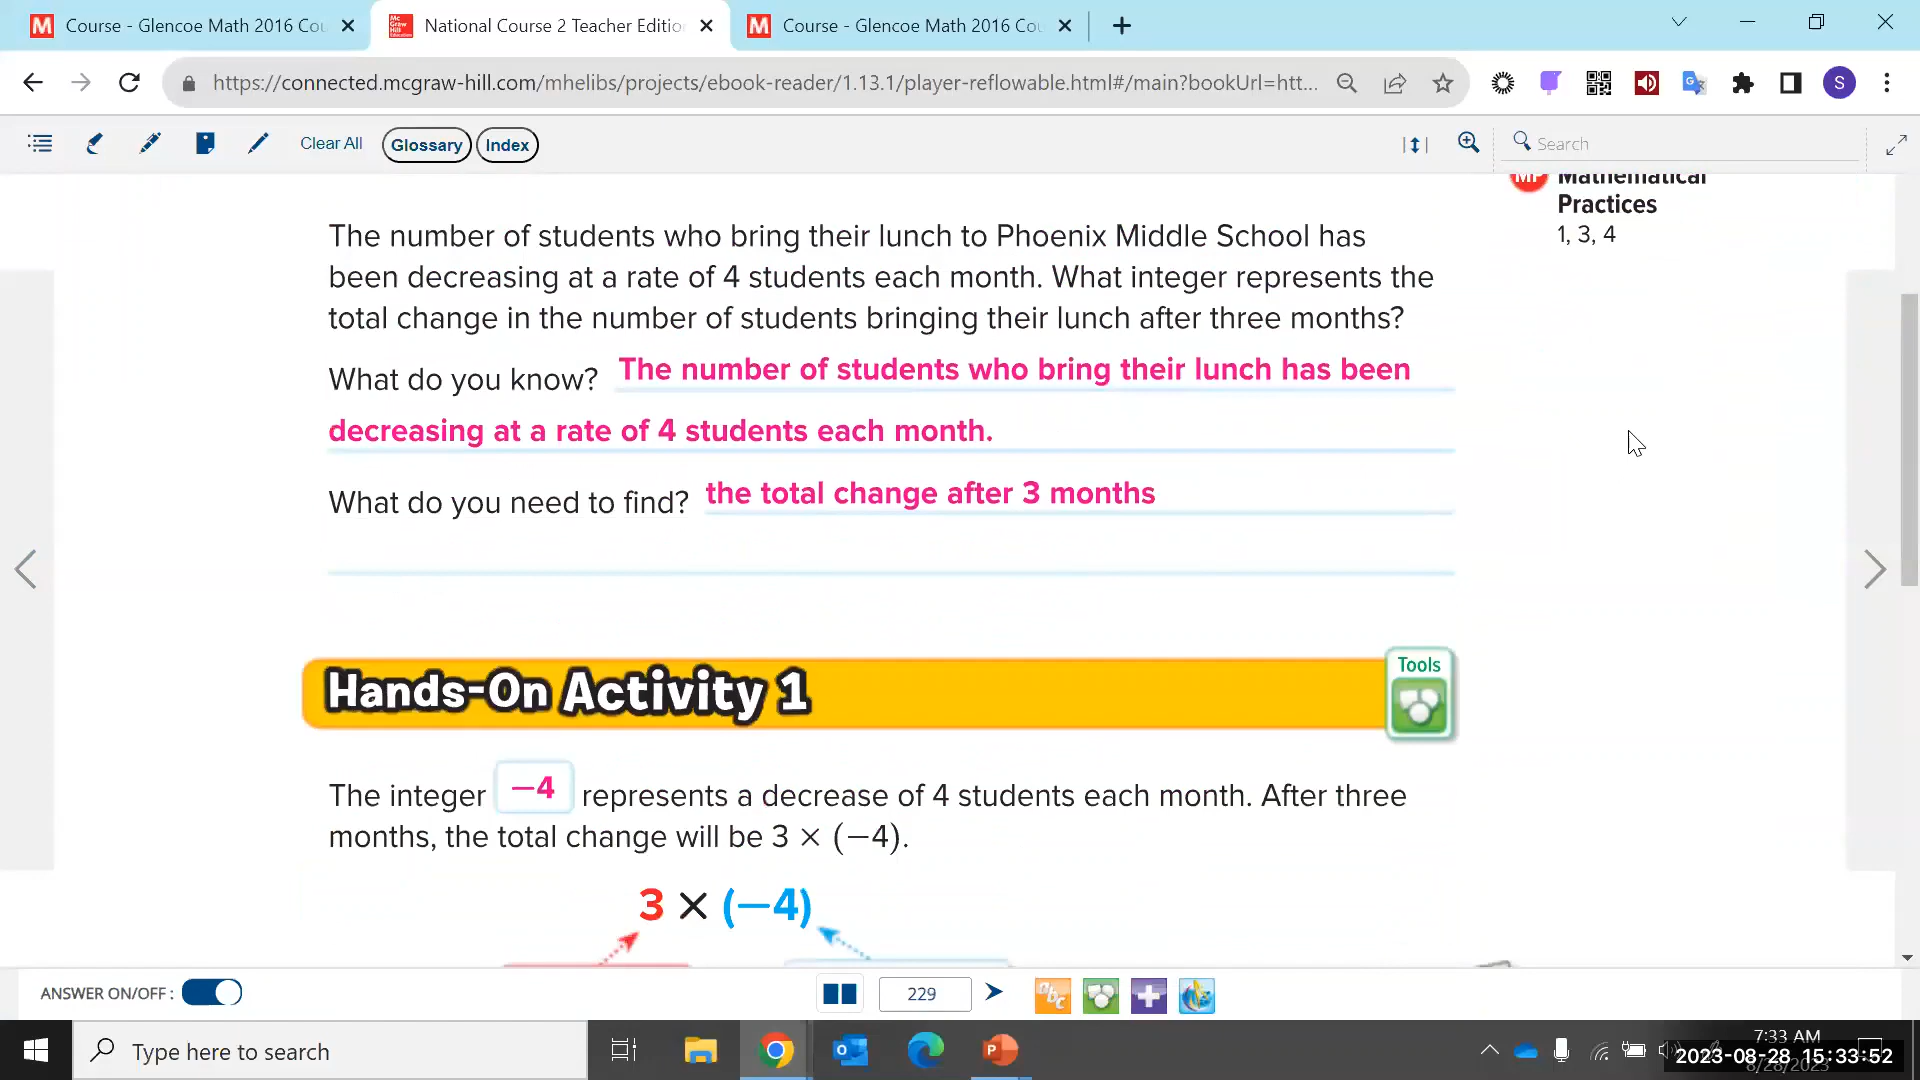 Course - Glencoe Math 2016 Cou
National Course 2 Teacher Editio
Course - Glencoe Math 2016 Cou
https://connected.mcgraw-hill.com/mhelibs/projects/ebook-reader/1.13.1/player-reflowable.html#/main?bookUrl=htt...
S
Clear All
Glossary
Index
Search
MP Mathematical
Practices
1, 3, 4
The number of students who bring their lunch to Phoenix Middle School has
been decreasing at a rate of 4 students each month. What integer represents the
total change in the number of students bringing their lunch after three months?
What do you know? The number of students who bring their lunch has been
decreasing at a rate of 4 students each month.
What do you need to find? the total change after 3 months
Hands-On Activity 1
Tools
The integer −4 represents a decrease of 4 students each month. After three
months, the total change will be 3 × (−4).
3 × (−4)
ANSWER ON/OFF :
229
abc
Type here to search
7:33 AM
2023-08-28 15:33:52
8/28/2023